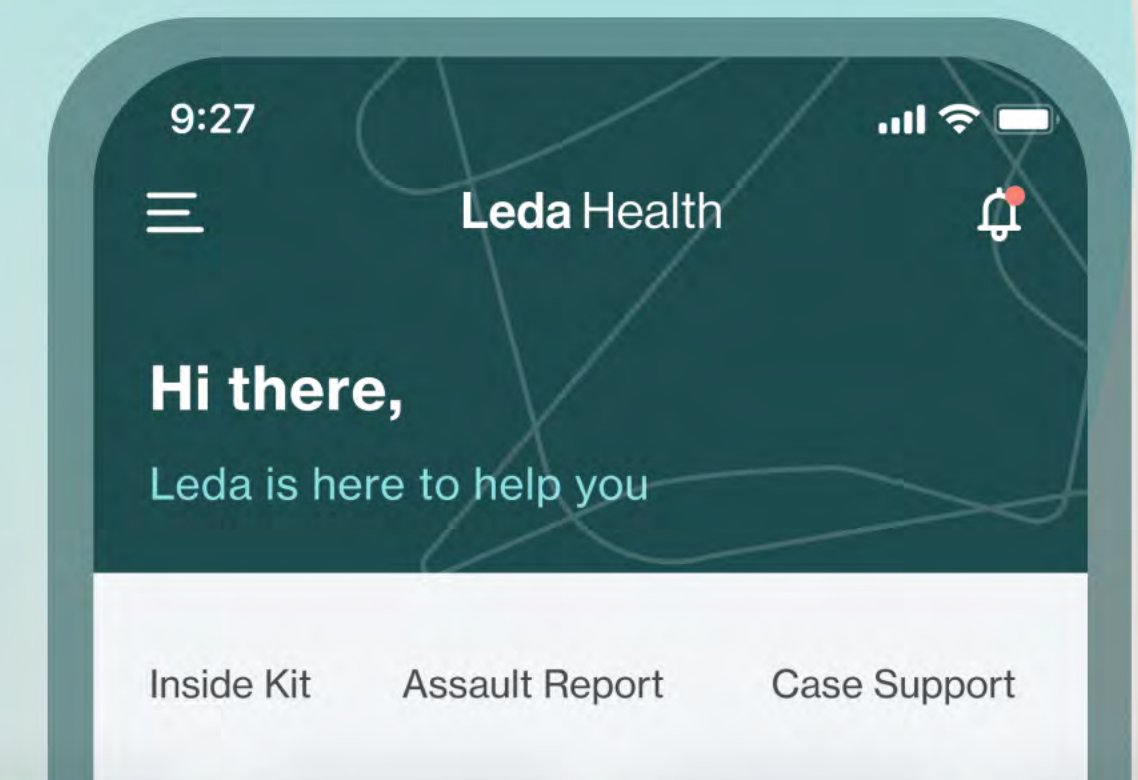 9:27
Leda Health
Hi there,
Leda is here to help you
Inside Kit Assault Report Case Support